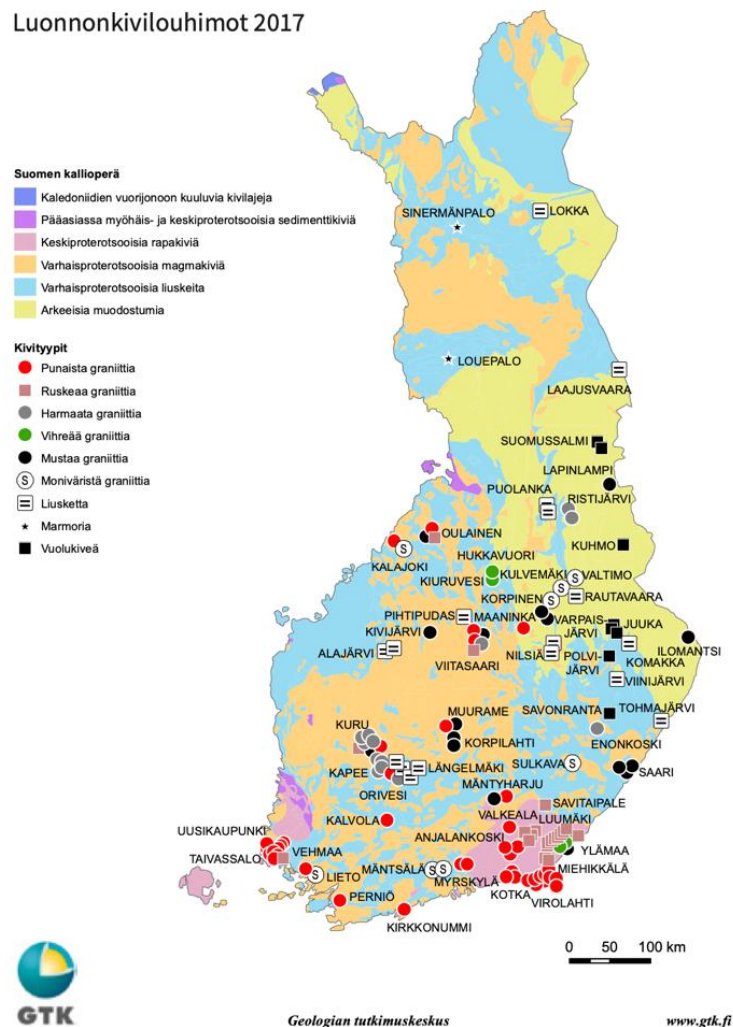 Luonnonkivilouhimot 2017
Suomen kallioperä
Kaledoniidien vuorijonoon kuuluvia kivilajeja
Pääasiassa myöhäis- ja keskiproterotsooisia sedimenttikiviä
Keskiproterotsooisia rapakiviä
Varhaisproterotsooisia magmakiviä
Varhaisproterotsooisia liuskeita
Arkeeisia muodostumia
Kivityypit
Punaista graniittia
Ruskeaa graniittia
Harmaata graniittia
Vihreää graniittia
Mustaa graniittia
S Moniväristä graniittia
Liusketta
Marmoria
Vuolukiveä
SINERMÄNPALO
LOKKA
LOUEPALO
LAAJUSVAARA
SUOMUSSALMI
LAPINLAMPI
PUOLANKA
RISTIJÄRVI
OULAINEN
KUHMO
HUKKAVUORI
KALAJOKI
S
KULVEMÄKI
S
VALTIMO
KIURUVESI
S
KORPINEN
S
RAUTAVAARA
PIHTIPUDAS
MAANINKA
VARPAIS-
JÄRVI
JUUKA
KIVIJÄRVI
ILOMANTSI
ALAJÄRVI
VIITASAARI
NILSIÄ
POLVI-
JÄRVI
KOMAKKA
VIINIJÄRVI
SAVONRANTA
TOHMAJÄRVI
MUURAME
KURU
ENONKOSKI
KORPILAHTI
KAPEE
LÄNGELMÄKI
SULKAVA
S
SAARI
ORIVESI
MÄNTYHARJU
SAVITAIPALE
KALVOLA
VALKEALA
LUUMÄKI
UUSIKAUPUNKI
ANJALANKOSKI
VEHMAA
YLÄMAA
TAIVASSALO
S
LIETO
MÄNTSÄLÄ
S
S
MIEHIKKÄLÄ
MYRSKYLÄ
PERNIÖ
KOTKA
VIROLAHTI
KIRKKONUMMI
0 50 100 km
GTK
Geologian tutkimuskeskus
www.gtk.fi